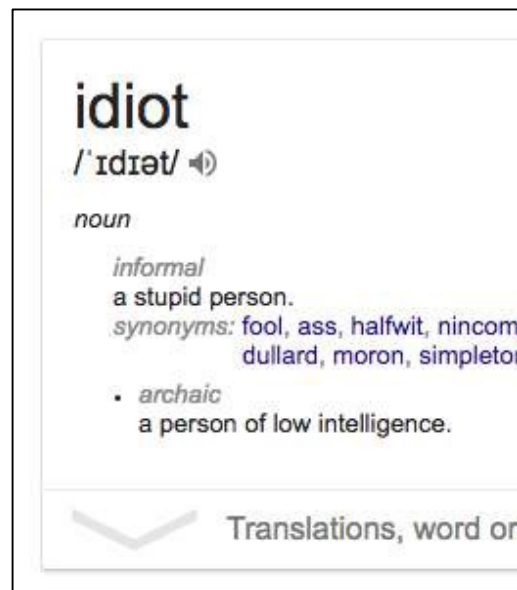 idiot
/ˈɪdɪət/
noun
informal
a stupid person.
synonyms: fool, ass, halfwit, nincom
dullard, moron, simpleton
• archaic
a person of low intelligence.
Translations, word or